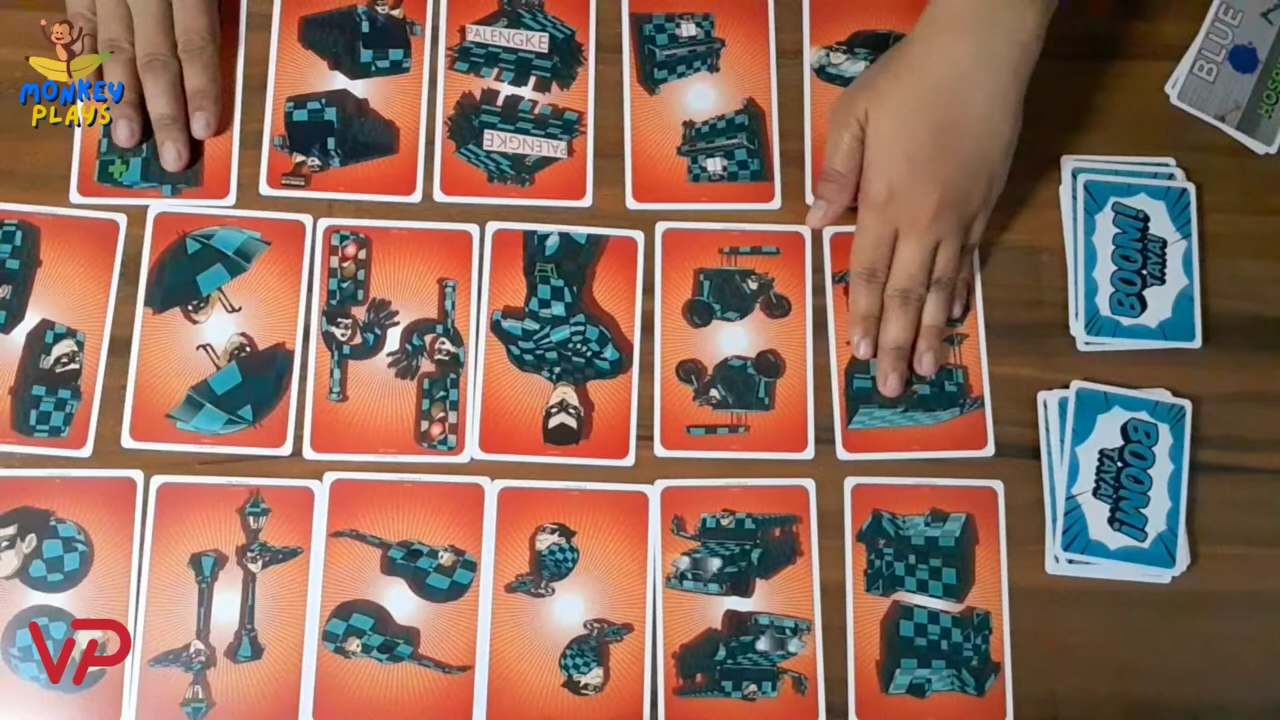 MONKEY
PLAYS
PALENGKE
PALENGKE
BLUE
BOOM!
TAYA!
BOOM!
TAYA!
VP